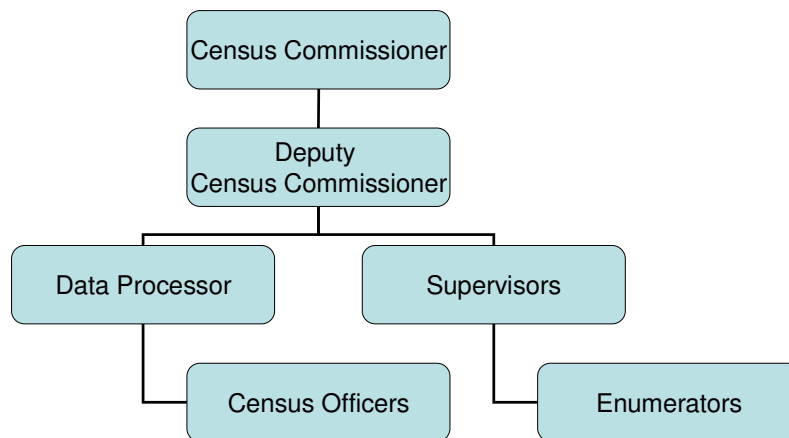 Census Commissioner
Deputy
Census Commissioner
Data Processor
Supervisors
Census Officers
Enumerators